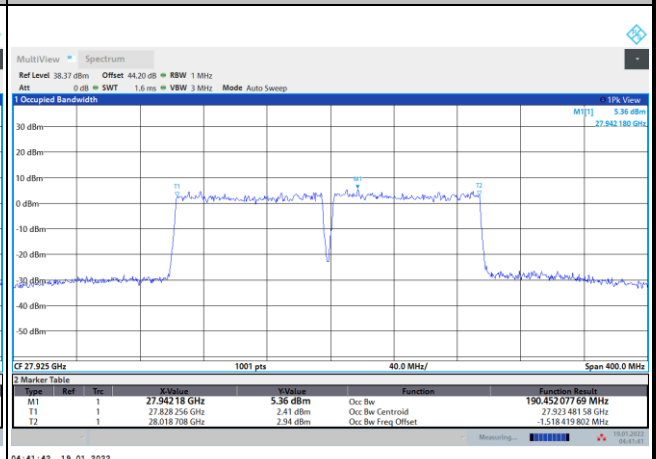 MultiView Spectrum
Ref Level 38.37 dBm Offset 44.20 dB RBW 1 MHz
Att 0 dB SWT 1.6 ms VBW 3 MHz Mode Auto Sweep
1 Occupied Bandwidth 1Pk View
M1[1] 5.36 dBm
27.942 180 GHz
30 dBm
20 dBm
10 dBm
T1 M1 T2
0 dBm
-10 dBm
-20 dBm
-30 dBm
-40 dBm
-50 dBm
CF 27.925 GHz 1001 pts 40.0 MHz/ Span 400.0 MHz
2 Marker Table
Type Ref Trc X-Value Y-Value Function Function Result
M1 1 27.942 18 GHz 5.36 dBm Occ Bw 190.452 077 69 MHz
T1 1 27.828 256 GHz 2.41 dBm Occ Bw Centroid 27.923 481 58 GHz
T2 1 28.018 708 GHz 2.94 dBm Occ Bw Freq Offset -1.518 419 802 MHz
Measuring... 19.01.2022
04:41:41
04:41:42 19.01.2022